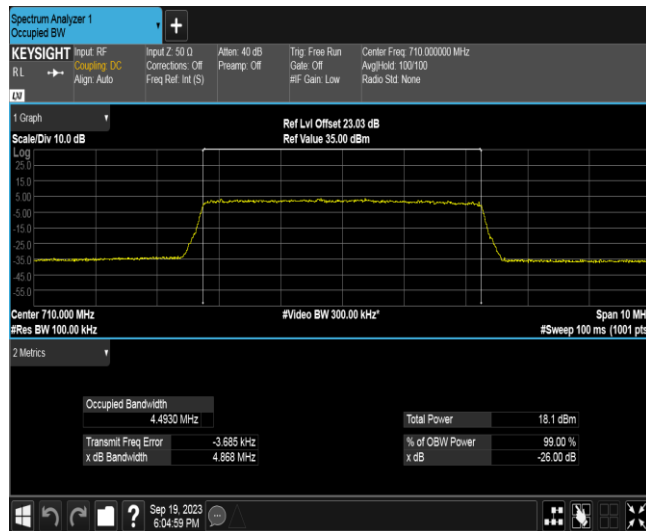 Spectrum Analyzer 1
Occupied BW
+
KEYSIGHT
RL
LXI
Input: RF
Coupling: DC
Align: Auto
Input Z: 50 Ω
Corrections: Off
Freq Ref: Int (S)
Atten: 40 dB
Preamp: Off
Trig: Free Run
Gate: Off
#IF Gain: Low
Center Freq: 710.000000 MHz
Avg|Hold: 100/100
Radio Std: None
1 Graph
Scale/Div 10.0 dB
Ref Lvl Offset 23.03 dB
Ref Value 35.00 dBm
Log
25.0
15.0
5.00
-5.00
-15.0
-25.0
-35.0
-45.0
-55.0
Center 710.000 MHz
#Res BW 100.00 kHz
#Video BW 300.00 kHz*
Span 10 MH
#Sweep 100 ms (1001 pts
2 Metrics
Occupied Bandwidth
4.4930 MHz
Transmit Freq Error -3.685 kHz
x dB Bandwidth 4.868 MHz
Total Power 18.1 dBm
% of OBW Power 99.00 %
x dB -26.00 dB
?
Sep 19, 2023
6:04:59 PM